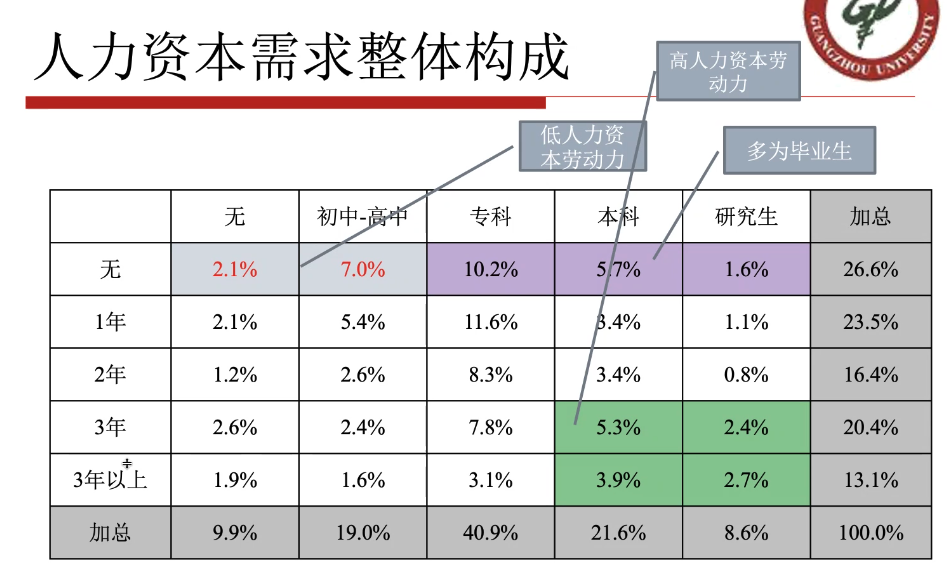 人力资本需求整体构成
GUANGZHOU UNIVERSITY
高人力资本劳
动力
低人力资
本劳动力
多为毕业生
无 初中-高中 专科 本科 研究生 加总
无 2.1% 7.0% 10.2% 5.7% 1.6% 26.6%
1年 2.1% 5.4% 11.6% 3.4% 1.1% 23.5%
2年 1.2% 2.6% 8.3% 3.4% 0.8% 16.4%
3年 2.6% 2.4% 7.8% 5.3% 2.4% 20.4%
3年以上 1.9% 1.6% 3.1% 3.9% 2.7% 13.1%
加总 9.9% 19.0% 40.9% 21.6% 8.6% 100.0%